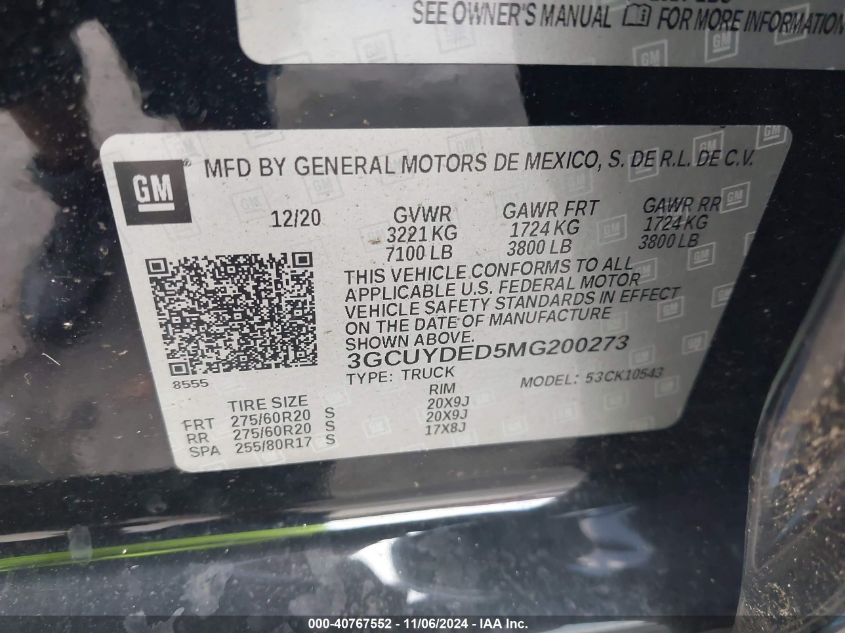 SEE OWNER'S MANUAL FOR MORE INFORMATION
GM
® MFD BY GENERAL MOTORS DE MEXICO, S. DE R.L. DE C.V.
12/20 GVWR GAWR FRT GAWR RR
3221 KG 1724 KG 1724 KG
7100 LB 3800 LB 3800 LB
THIS VEHICLE CONFORMS TO ALL
APPLICABLE U.S. FEDERAL MOTOR
VEHICLE SAFETY STANDARDS IN EFFECT
ON THE DATE OF MANUFACTURE
SHOWN ABOVE.
3GCUYDED5MG200273
8555 TYPE: TRUCK MODEL: 53CK10543
TIRE SIZE RIM
FRT 275/60R20 S 20X9J
RR 275/60R20 S 20X9J
SPA 255/80R17 S 17X8J
000-40767552 - 11/06/2024 - IAA Inc.